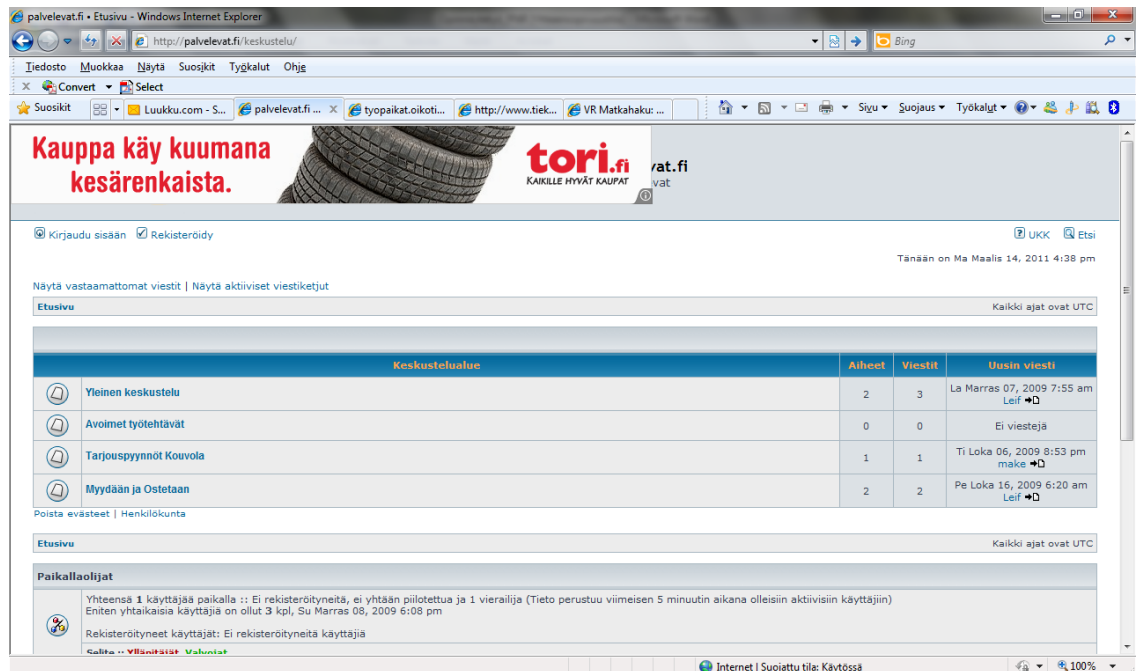 palvelevat.fi • Etusivu - Windows Internet Explorer
http://palvelevat.fi/keskustelu/
Bing
Tiedosto Muokkaa Näytä Suosikit Työkalut Ohje
Convert Select
Suosikit Luukku.com - S... palvelevat.fi ... typaikat.oikoti... http://www.tiek... VR Matkahaku: ... Sivu Suojaus Työkalut
Kauppa käy kuumana
kesärenkaista.
tori.fi
KAIKILLE HYVÄT KAUPAT
vat.fi
vat
Kirjaudu sisään Rekisteröidy UKK Etsi
Tänään on Ma Maalis 14, 2011 4:38 pm
Näytä vastaamattomat viestit | Näytä aktiiviset viestiketjut
Etusivu Kaikki ajat ovat UTC
Keskustelualue Aiheet Viestit Uusin viesti
Yleinen keskustelu 2 3 La Marras 07, 2009 7:55 am
Leif
Avoimet työtehtävät 0 0 Ei viestejä
Tarjouspyynnöt Kouvola 1 1 Ti Loka 06, 2009 8:53 pm
make
Myydään ja Ostetaan 2 2 Pe Loka 16, 2009 6:20 am
Leif
Poista evästeet | Henkilökunta
Etusivu Kaikki ajat ovat UTC
Paikallaolijat
Yhteensä 1 käyttäjää paikalla :: Ei rekisteröityneitä, ei yhtään piilotettua ja 1 vierailija (Tieto perustuu viimeisen 5 minuutin aikana olleisiin aktiivisiin käyttäjiin)
Eniten yhtaikaisia käyttäjiä on ollut 3 kpl, Su Marras 08, 2009 6:08 pm
Rekisteröityneet käyttäjät: Ei rekisteröityneitä käyttäjiä
Selite :: Ylläpitäjät, Valvojat
Internet | Suojattu tila: Käytössä 100%